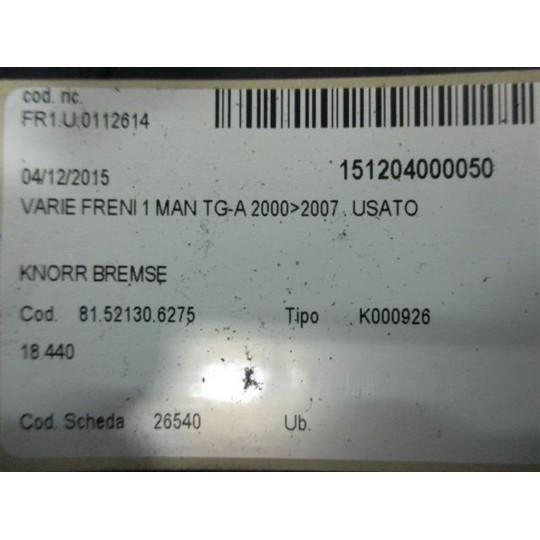 cod. ric.
FR1.U.0112614
04/12/2015 151204000050
VARIE FRENI 1 MAN TG-A 2000>2007 . USATO
KNORR BREMSE
Cod. 81.52130.6275 Tipo K000926
18.440
Cod. Scheda 26540 Ub.